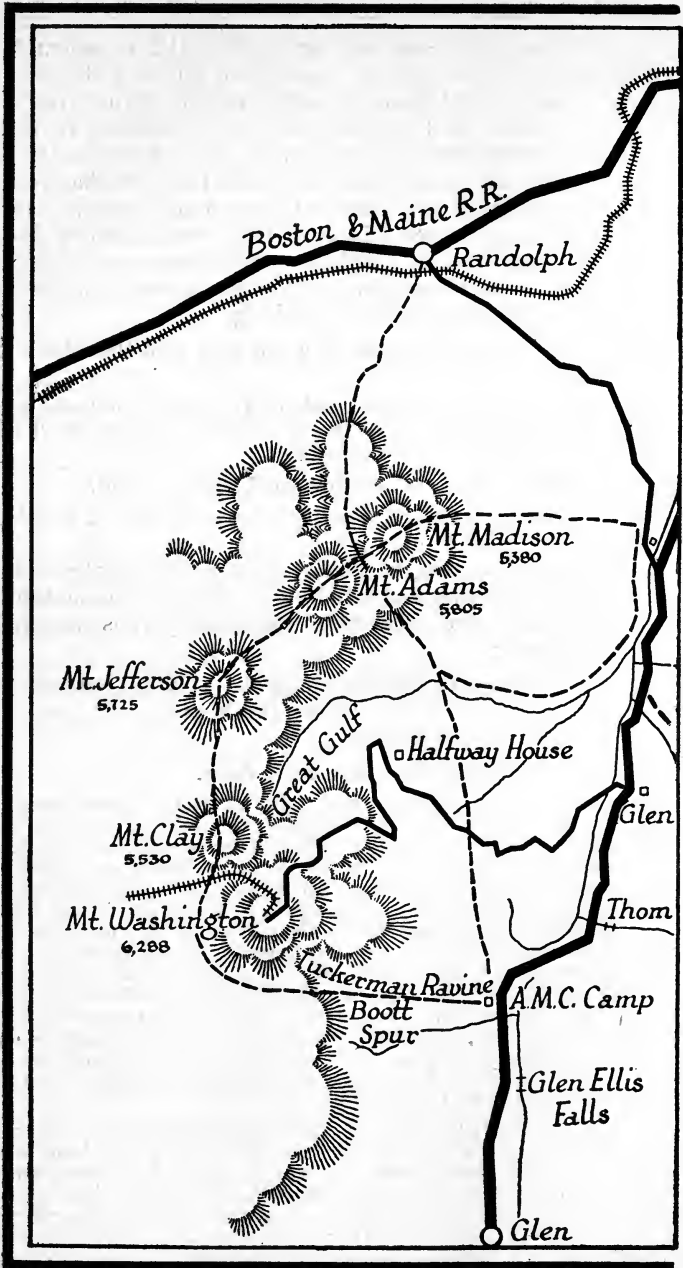 Boston & Maine R.R.
Randolph
Mt. Madison
5,380
Mt. Adams
5,805
Mt. Jefferson
5,725
Great Gulf
Halfway House
Glen
Mt. Clay
5,530
Mt. Washington
6,288
Thom
Tuckerman Ravine
A.M.C. Camp
Boott
Spur
Glen Ellis
Falls
Glen